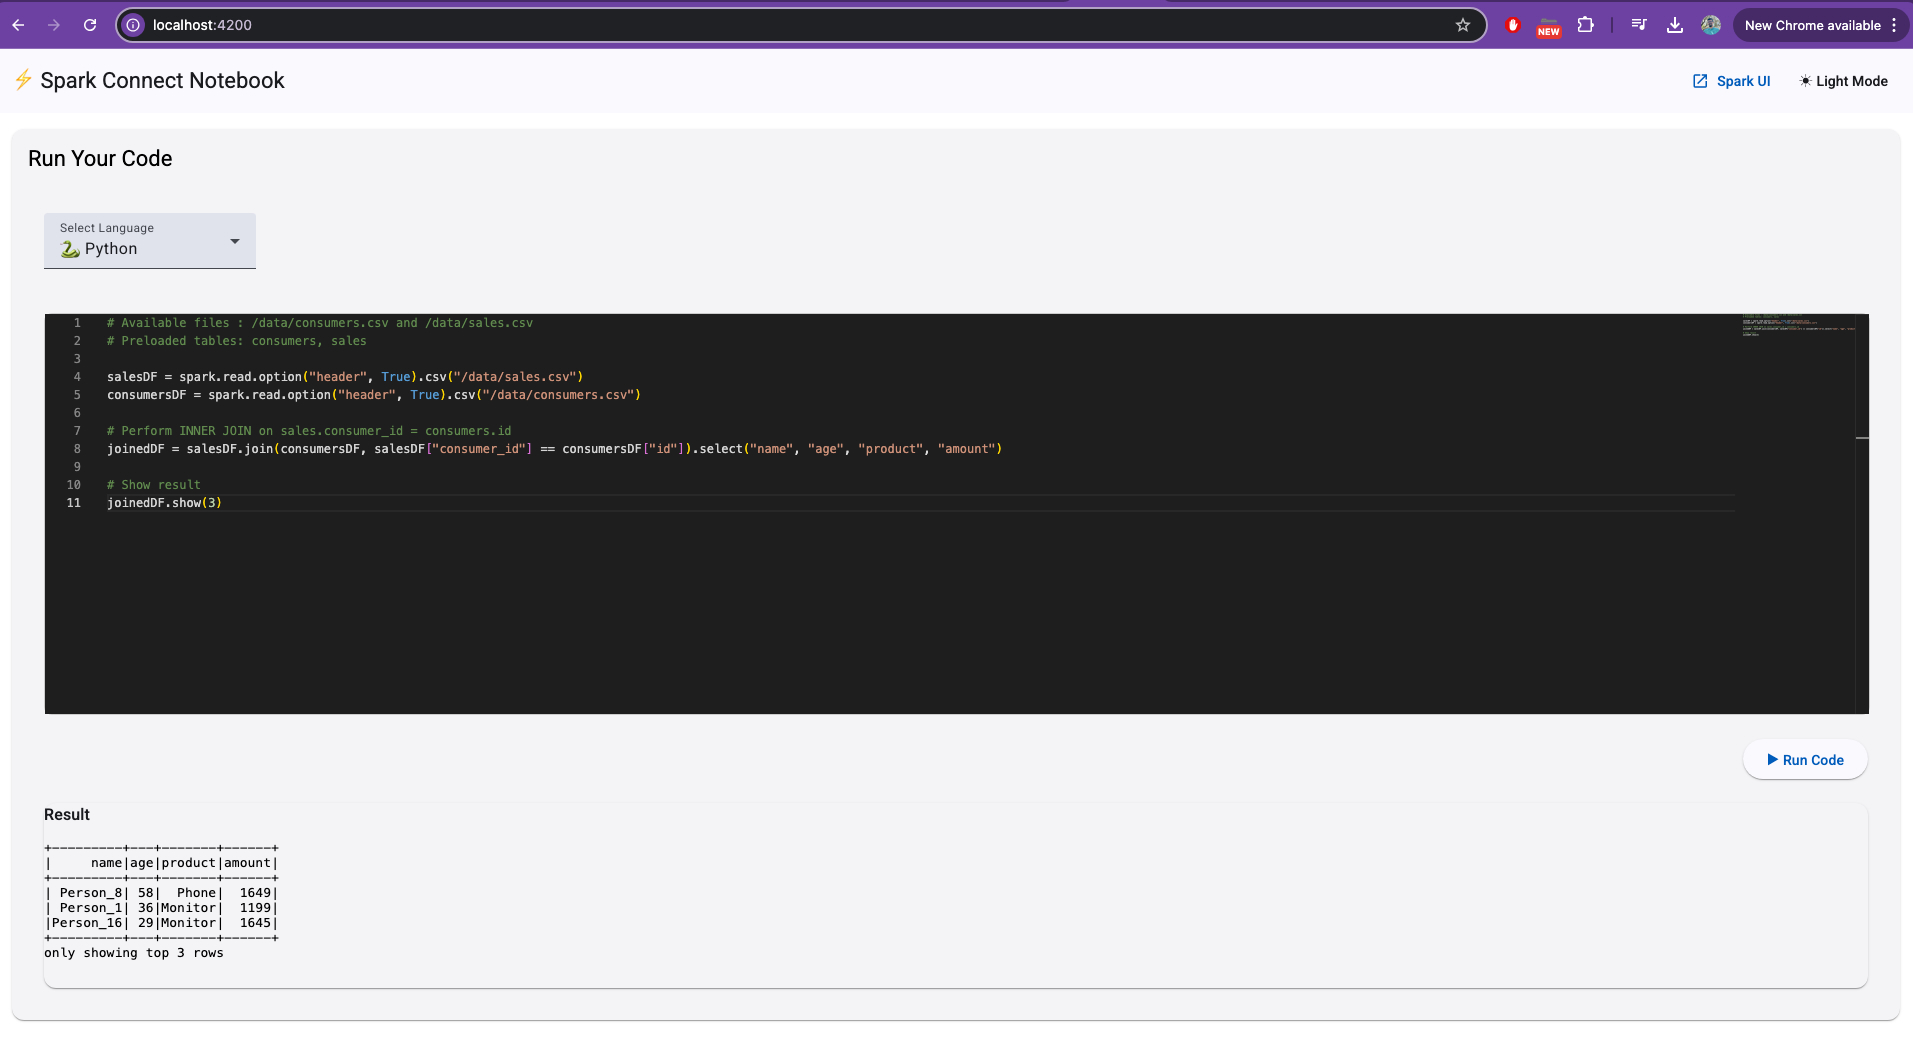 localhost:4200
NEW
New Chrome available
⚡ Spark Connect Notebook
Spark UI
☀ Light Mode
Run Your Code
Select Language
🐍 Python
1 # Available files : /data/consumers.csv and /data/sales.csv
2 # Preloaded tables: consumers, sales
3
4 salesDF = spark.read.option("header", True).csv("/data/sales.csv")
5 consumersDF = spark.read.option("header", True).csv("/data/consumers.csv")
6
7 # Perform INNER JOIN on sales.consumer_id = consumers.id
8 joinedDF = salesDF.join(consumersDF, salesDF["consumer_id"] == consumersDF["id"]).select("name", "age", "product", "amount")
9
10 # Show result
11 joinedDF.show(3)
▶ Run Code
Result
+---------+---+-------+------+
|     name|age|product|amount|
+---------+---+-------+------+
| Person_8| 58|  Phone|  1649|
| Person_1| 36|Monitor|  1199|
|Person_16| 29|Monitor|  1645|
+---------+---+-------+------+
only showing top 3 rows